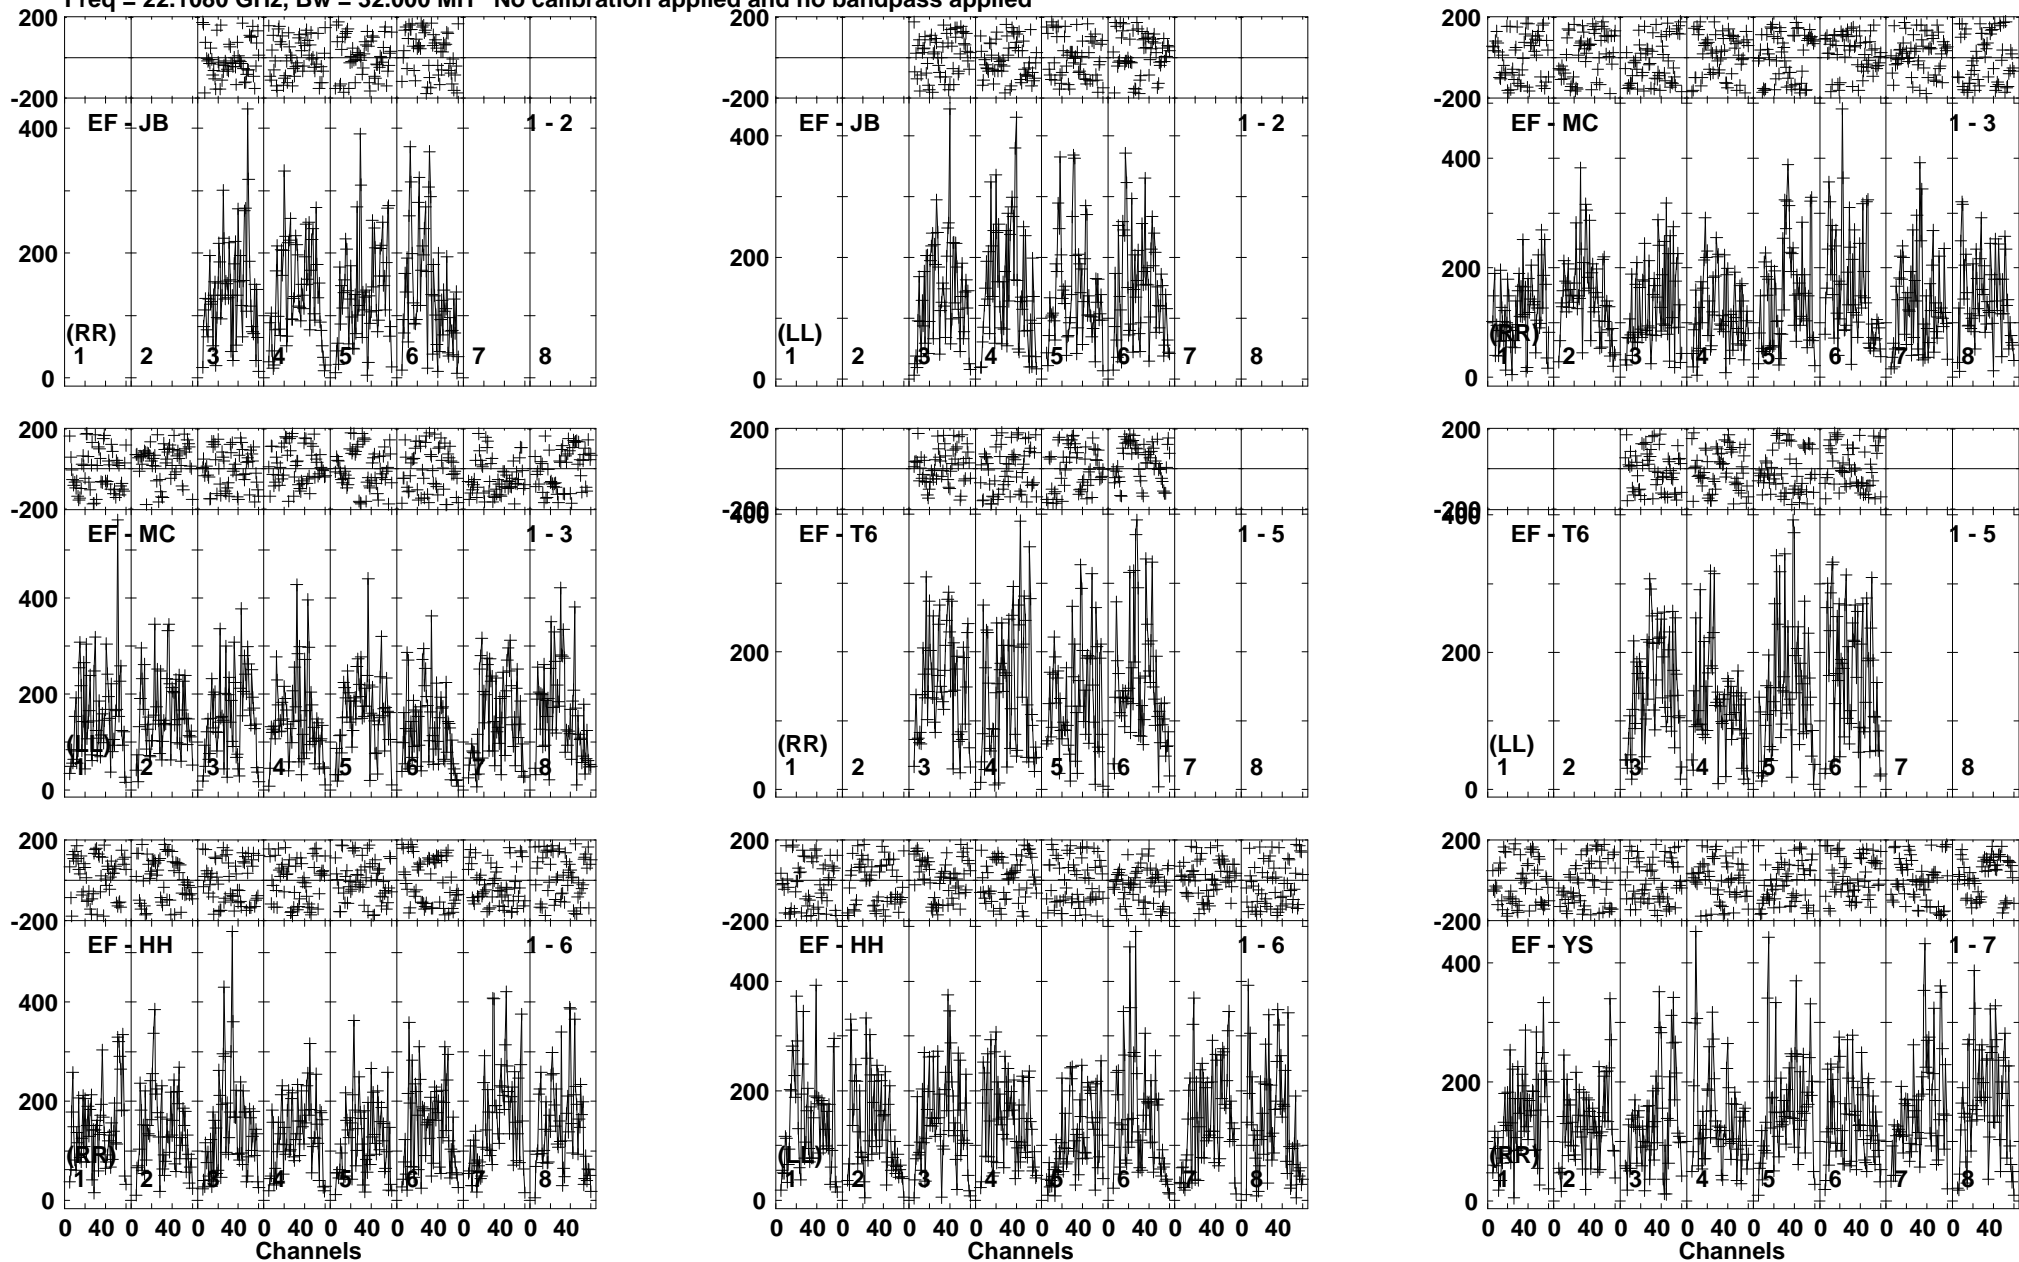 Freq = 22.1080 GHz, Bw = 32.000 MH No calibration applied and no bandpass applied
200 200 200
-200 -200 -200
EF - JB 1 - 2 EF - JB 1 - 2 EF - MC 1 - 3
400 400 400
200 200 200
(RR) (LL) (RR)
1 2 3 4 5 6 7 8 1 2 3 4 5 6 7 8 1 2 3 4 5 6 7 8
0 0 0
200 200 200
-200 -200 -200
400 400
EF - MC 1 - 3 EF - T6 1 - 5 EF - T6 1 - 5
400
200 200 200
(LL) (RR) (LL)
1 2 3 4 5 6 7 8 1 2 3 4 5 6 7 8 1 2 3 4 5 6 7 8
0 0 0
200 200 200
-200 -200 -200
EF - HH 1 - 6 EF - HH 1 - 6 EF - YS 1 - 7
400 400 400
200 200 200
(RR) (LL) (RR)
1 2 3 4 5 6 7 8 1 2 3 4 5 6 7 8 1 2 3 4 5 6 7 8
0 0 0
0 40 0 40 0 40 0 40 0 40 0 40 0 40 0 40 0 40 0 40 0 40 0 40 0 40 0 40 0 40 0 40 0 40 0 40 0 40 0 40 0 40 0 40 0 40 0 40
Channels Channels Channels